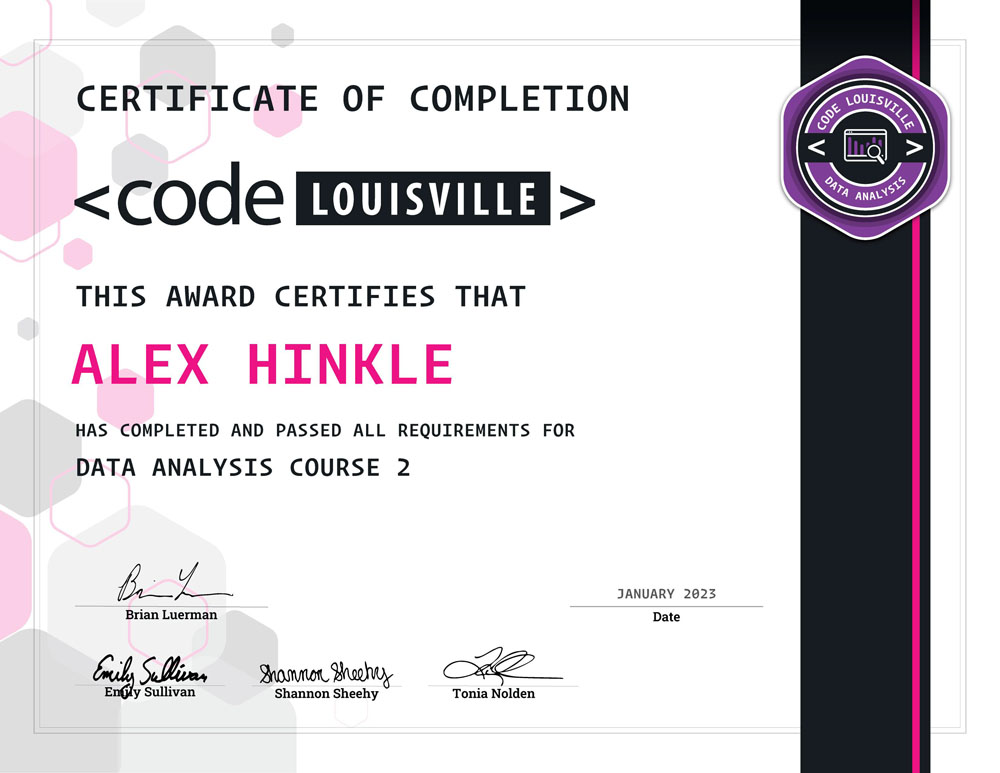 CERTIFICATE OF COMPLETION
<code LOUISVILLE>
THIS AWARD CERTIFIES THAT
ALEX HINKLE
HAS COMPLETED AND PASSED ALL REQUIREMENTS FOR
DATA ANALYSIS COURSE 2
CODE LOUISVILLE
< >
DATA ANALYSIS
Brian Luerman
JANUARY 2023
Date
Emily Sullivan
Emily Sullivan
Shannon Sheehy
Shannon Sheehy
Tonia Nolden